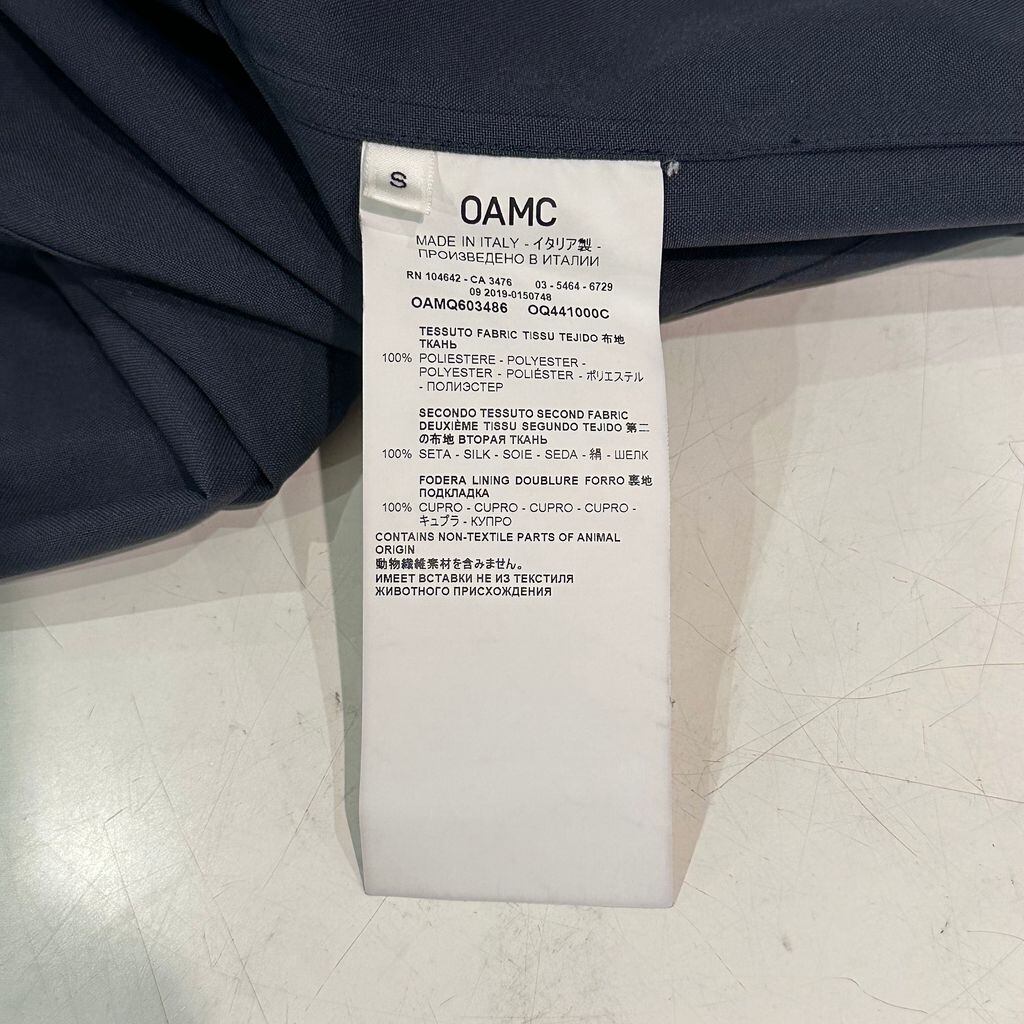 S
OAMC
MADE IN ITALY - イタリア製 -
ПРОИЗВЕДЕНО В ИТАЛИИ
RN 104642 - CA 3476 03 - 5464 - 6729
09 2019-0150748
OAMQ603486 OQ441000C
TESSUTO FABRIC TISSU TEJIDO 布地
ТКАНЬ
100% POLIESTERE - POLYESTER -
POLYESTER - POLIÉSTER - ポリエステル
- ПОЛИЭСТЕР
SECONDO TESSUTO SECOND FABRIC
DEUXIÈME TISSU SEGUNDO TEJIDO 第二
の布地 ВТОРАЯ ТКАНЬ
100% SETA - SILK - SOIE - SEDA - 絹 - ШЕЛК
FODERA LINING DOUBLURE FORRO 裏地
ПОДКЛАДКА
100% CUPRO - CUPRO - CUPRO - CUPRO -
キュプラ - КУПРО
CONTAINS NON-TEXTILE PARTS OF ANIMAL
ORIGIN
動物繊維素材を含みません。
ИМЕЕТ ВСТАВКИ НЕ ИЗ ТЕКСТИЛЯ
ЖИВОТНОГО ПРИСХОЖДЕНИЯ